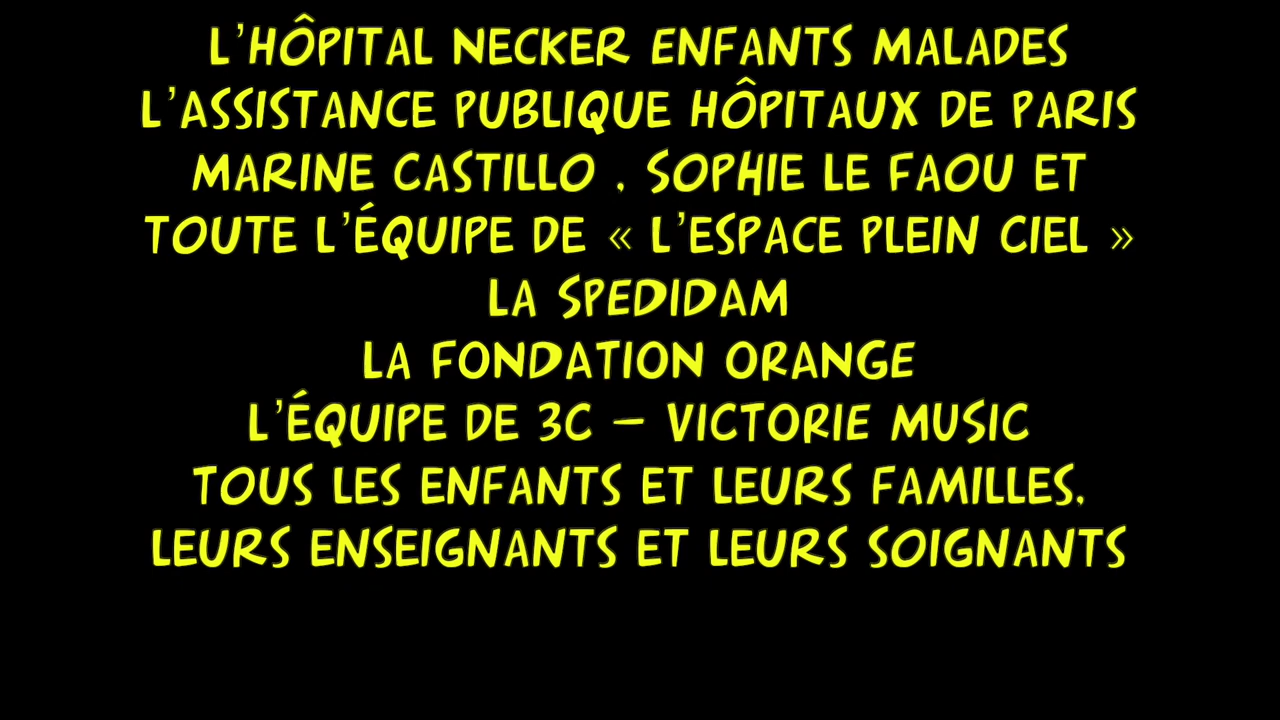 L'HÔPITAL NECKER ENFANTS MALADES
L'ASSISTANCE PUBLIQUE HÔPITAUX DE PARIS
MARINE CASTILLO , SOPHIE LE FAOU ET
TOUTE L'ÉQUIPE DE « L'ESPACE PLEIN CIEL »
LA SPEDIDAM
LA FONDATION ORANGE
L'ÉQUIPE DE 3C – VICTORIE MUSIC
TOUS LES ENFANTS ET LEURS FAMILLES,
LEURS ENSEIGNANTS ET LEURS SOIGNANTS